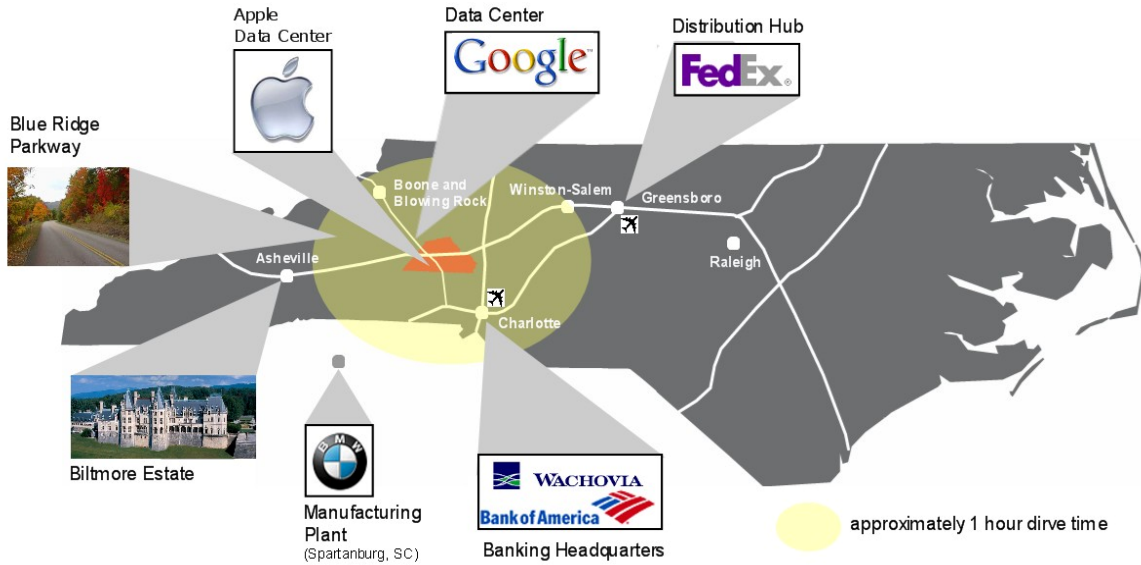 Apple
Data Center
Data Center
Google™
Distribution Hub
FedEx®
Blue Ridge
Parkway
Boone and
Blowing Rock
Winston-Salem
Greensboro
Asheville
Raleigh
Charlotte
Biltmore Estate
BMW
Manufacturing
Plant
(Spartanburg, SC)
WACHOVIA
Bank of America
Banking Headquarters
approximately 1 hour dirve time